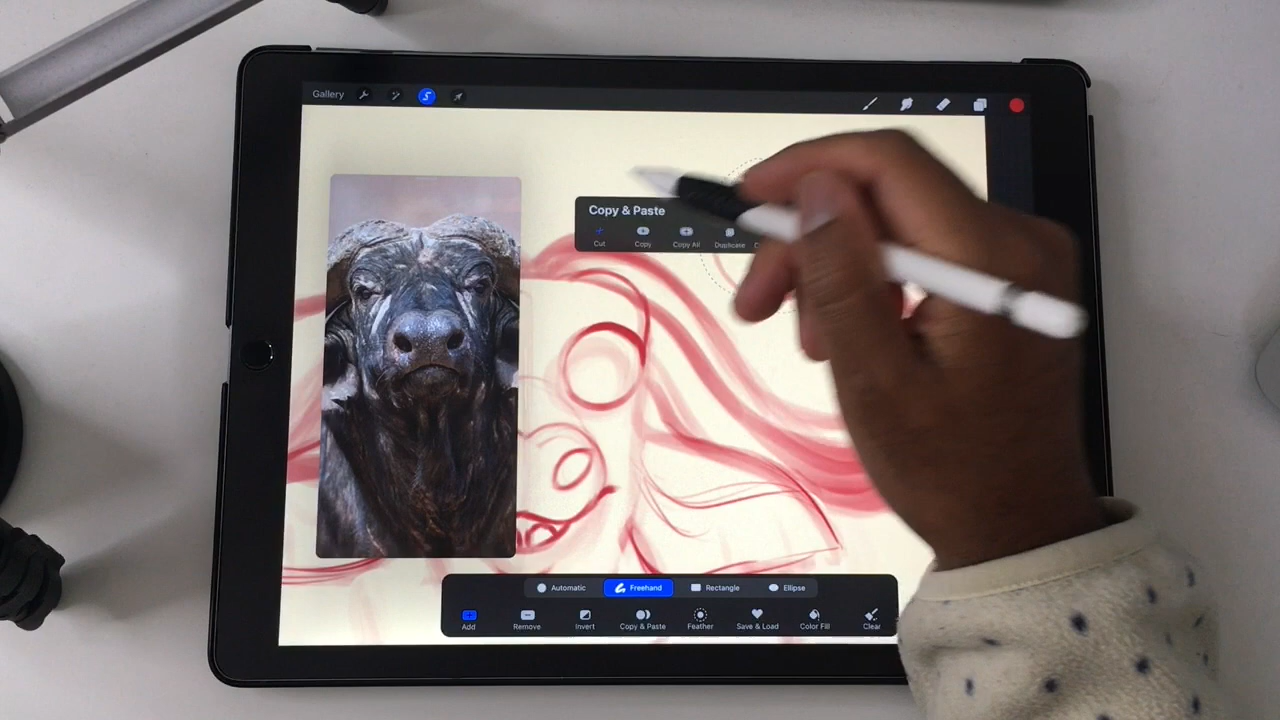 Gallery
Copy & Paste
Cut Copy Copy All Duplicate
Automatic Freehand Rectangle Ellipse
Add Remove Invert Copy & Paste Feather Save & Load Color Fill Clear